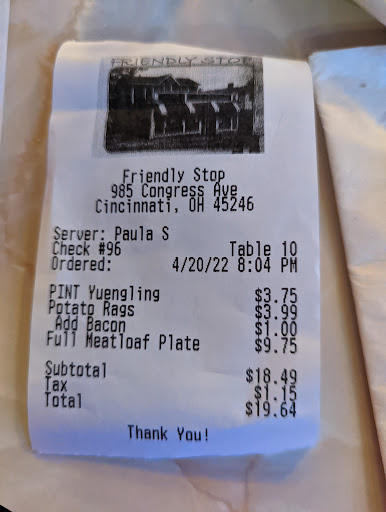 FRIENDLY STOP
Friendly Stop
985 Congress Ave
Cincinnati, OH 45246
Server: Paula S
Check #96 Table 10
Ordered: 4/20/22 8:04 PM
PINT Yuengling $3.75
Potato Rags $3.99
Add Bacon $1.00
Full Meatloaf Plate $9.75
Subtotal $18.49
Tax $1.15
Total $19.64
Thank You!